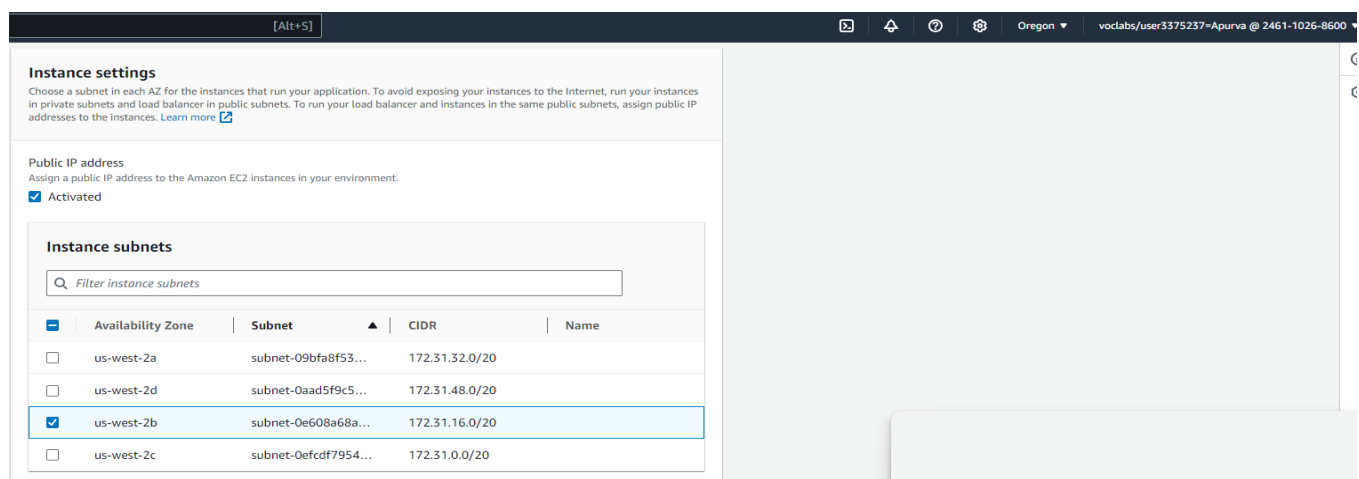 [Alt+S] Oregon ▼ voclabs/user3375237=Apurva @ 2461-1026-8600 ▼
Instance settings
Choose a subnet in each AZ for the instances that run your application. To avoid exposing your instances to the Internet, run your instances
in private subnets and load balancer in public subnets. To run your load balancer and instances in the same public subnets, assign public IP
addresses to the instances. Learn more
Public IP address
Assign a public IP address to the Amazon EC2 instances in your environment.
Activated
Instance subnets
Filter instance subnets
Availability Zone Subnet ▲ CIDR Name
us-west-2a subnet-09bfa8f53... 172.31.32.0/20
us-west-2d subnet-0aad5f9c5... 172.31.48.0/20
us-west-2b subnet-0e608a68a... 172.31.16.0/20
us-west-2c subnet-0efcdf7954... 172.31.0.0/20